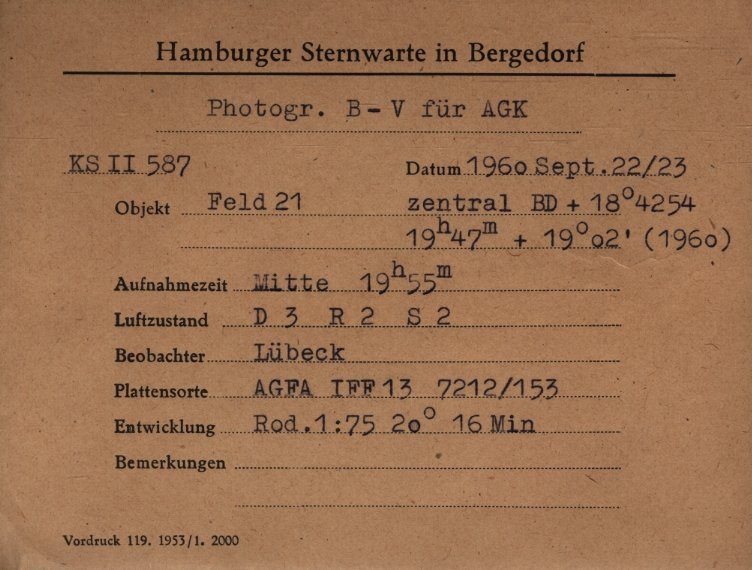 Hamburger Sternwarte in Bergedorf
Photogr. B-V für AGK
KS II 587 Datum 1960 Sept. 22/23
Objekt Feld 21 zentral BD + 18° 4254
19ʰ47ᵐ + 19°02' (1960)
Aufnahmezeit Mitte 19ʰ55ᵐ
Luftzustand D 3 R 2 S 2
Beobachter Lübeck
Plattensorte AGFA IFF 13 7212/153
Entwicklung Rod. 1:75 20° 16 Min
Bemerkungen
Vordruck 119. 1953/1. 2000